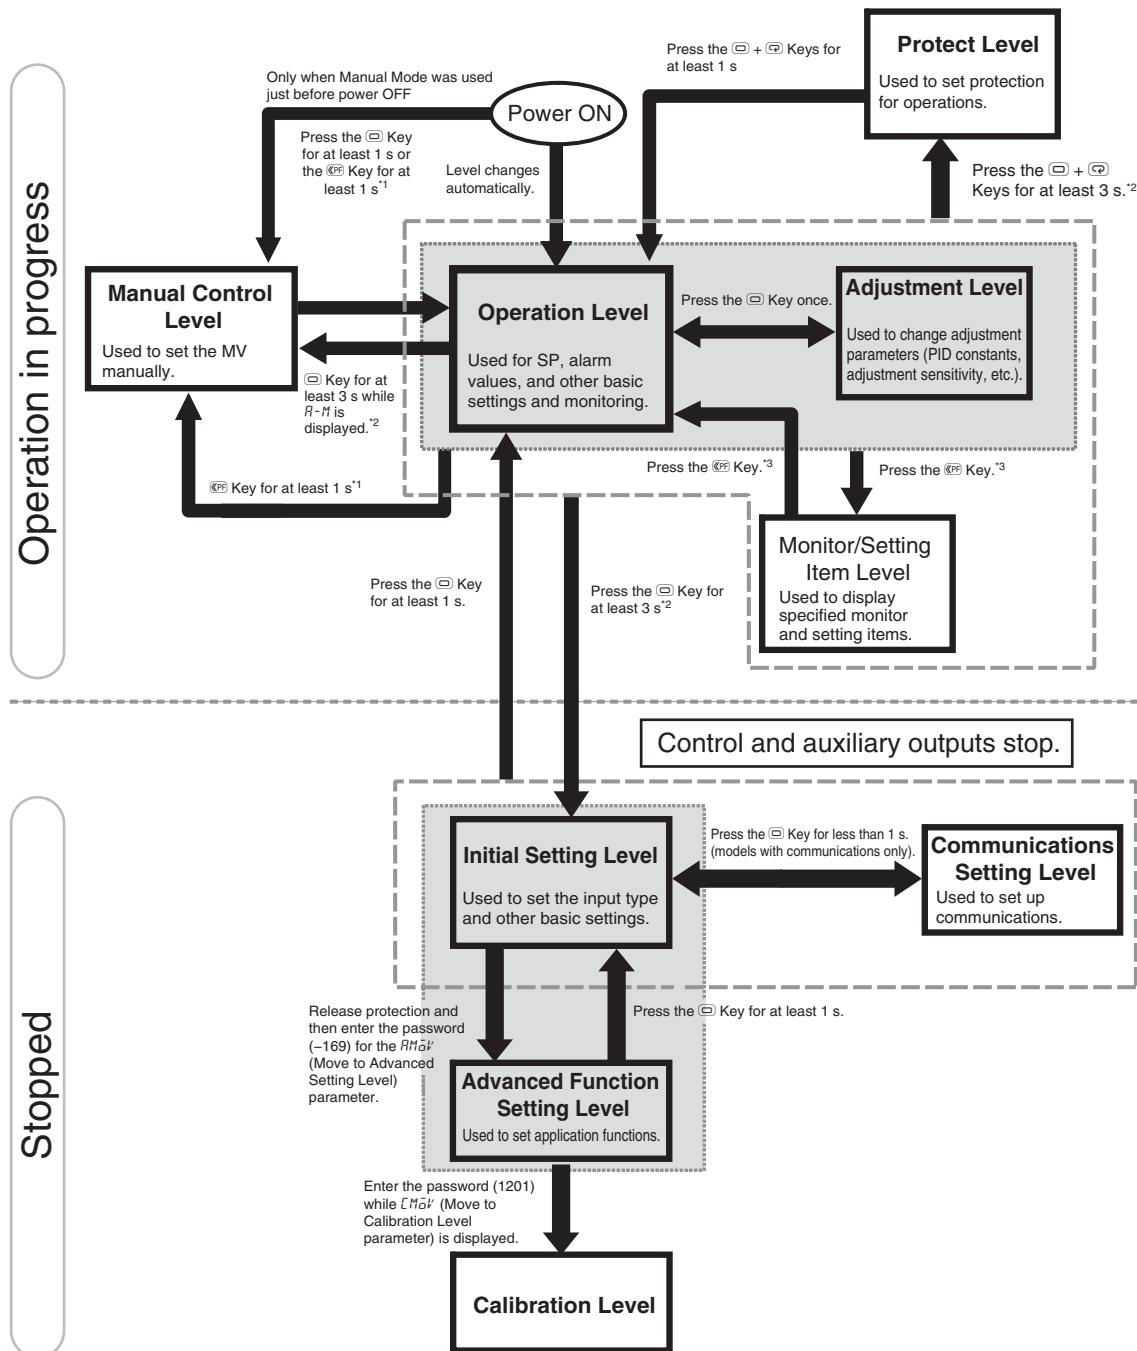 Operation in progress
Only when Manual Mode was used
just before power OFF
Power ON
Press the Key
for at least 1 s or
the PF Key for at
least 1 s*1
Level changes
automatically.
Press the + Keys for
at least 1 s
Protect Level
Used to set protection
for operations.
Press the +
Keys for at least 3 s.*2
Manual Control
Level
Used to set the MV
manually.
Operation Level
Used for SP, alarm
values, and other basic
settings and monitoring.
Press the Key once.
Adjustment Level
Used to change adjustment
parameters (PID constants,
adjustment sensitivity, etc.).
Key for at
least 3 s while
A-M is
displayed.*2
PF Key for at least 1 s*1
Press the PF Key.*3
Press the PF Key.*3
Monitor/Setting
Item Level
Used to display
specified monitor
and setting items.
Press the Key
for at least 1 s.
Press the Key for
at least 3 s*2
Control and auxiliary outputs stop.
Stopped
Initial Setting Level
Used to set the input type
and other basic settings.
Press the Key for less than 1 s.
(models with communications only).
Communications
Setting Level
Used to set up
communications.
Release protection and
then enter the password
(−169) for the AMoV
(Move to Advanced
Setting Level)
parameter.
Press the Key for at least 1 s.
Advanced Function
Setting Level
Used to set application functions.
Enter the password (1201)
while CMoV (Move to
Calibration Level
parameter) is displayed.
Calibration Level